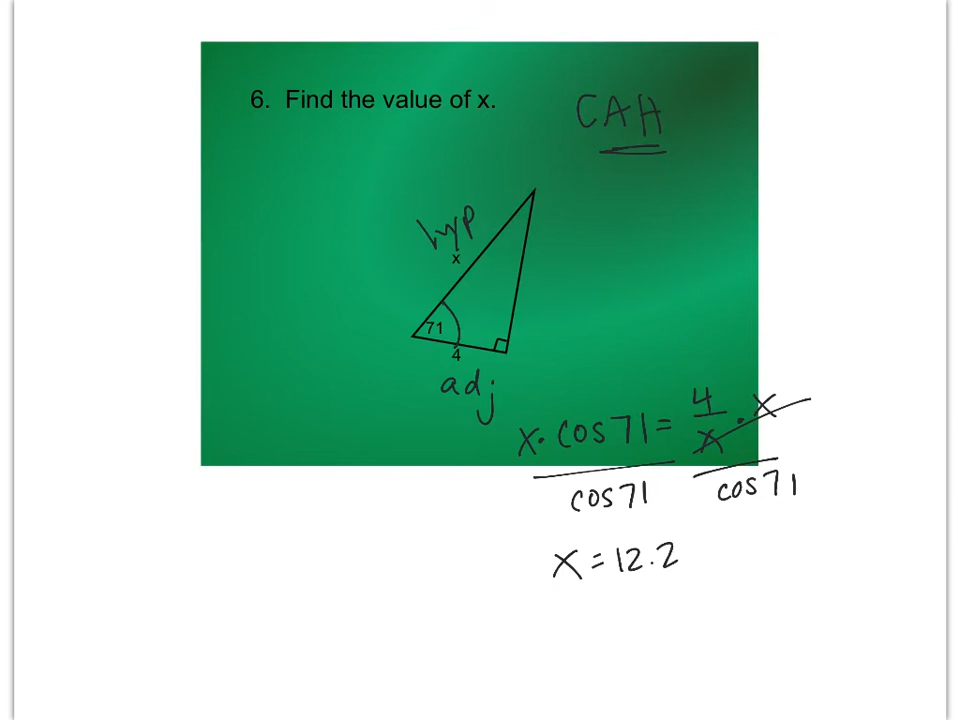 6. Find the value of x.
CAH
hyp
x
71
4
adj
x · cos 71 = 4/x · x
cos 71 cos 71
x = 12.2